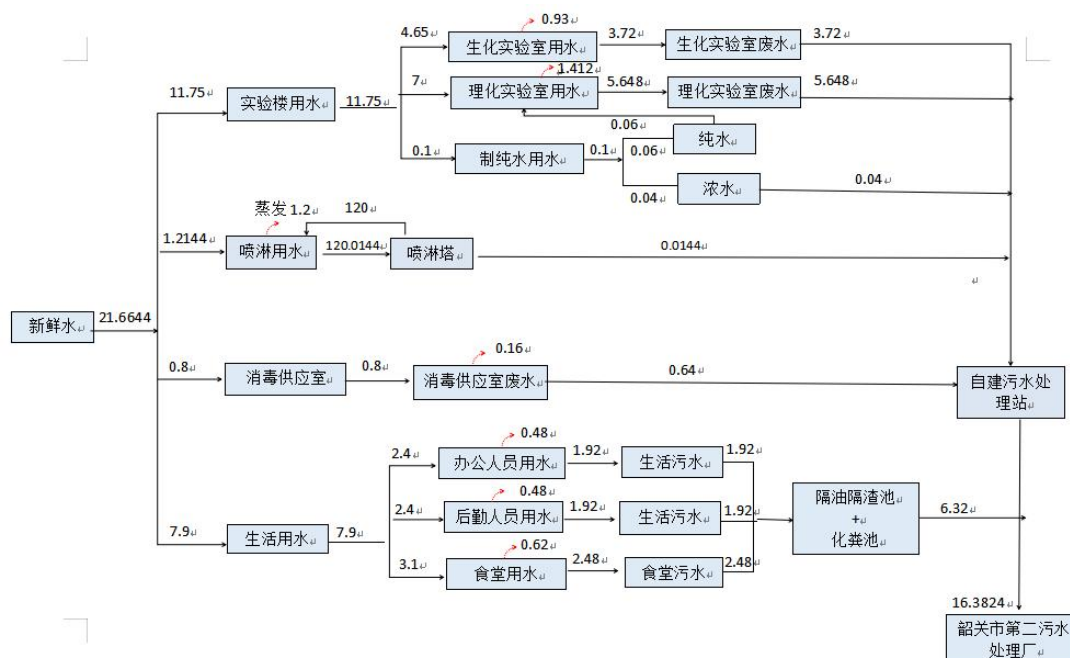 0.93
4.65
生化实验室用水
3.72
生化实验室废水
3.72
11.75
实验楼用水
11.75
7
1.412
理化实验室用水
5.648
理化实验室废水
5.648
0.06
纯水
0.1
制纯水用水
0.1
0.06
0.04
浓水
0.04
蒸发 1.2
120
1.2144
喷淋用水
120.0144
喷淋塔
0.0144
新鲜水
21.6644
0.8
消毒供应室
0.8
0.16
消毒供应室废水
0.64
自建污水处
理站
0.48
2.4
办公人员用水
1.92
生活污水
1.92
0.48
2.4
后勤人员用水
1.92
生活污水
1.92
隔油隔渣池
+
化粪池
6.32
7.9
生活用水
7.9
0.62
3.1
食堂用水
2.48
食堂污水
2.48
16.3824
韶关市第二污水
处理厂